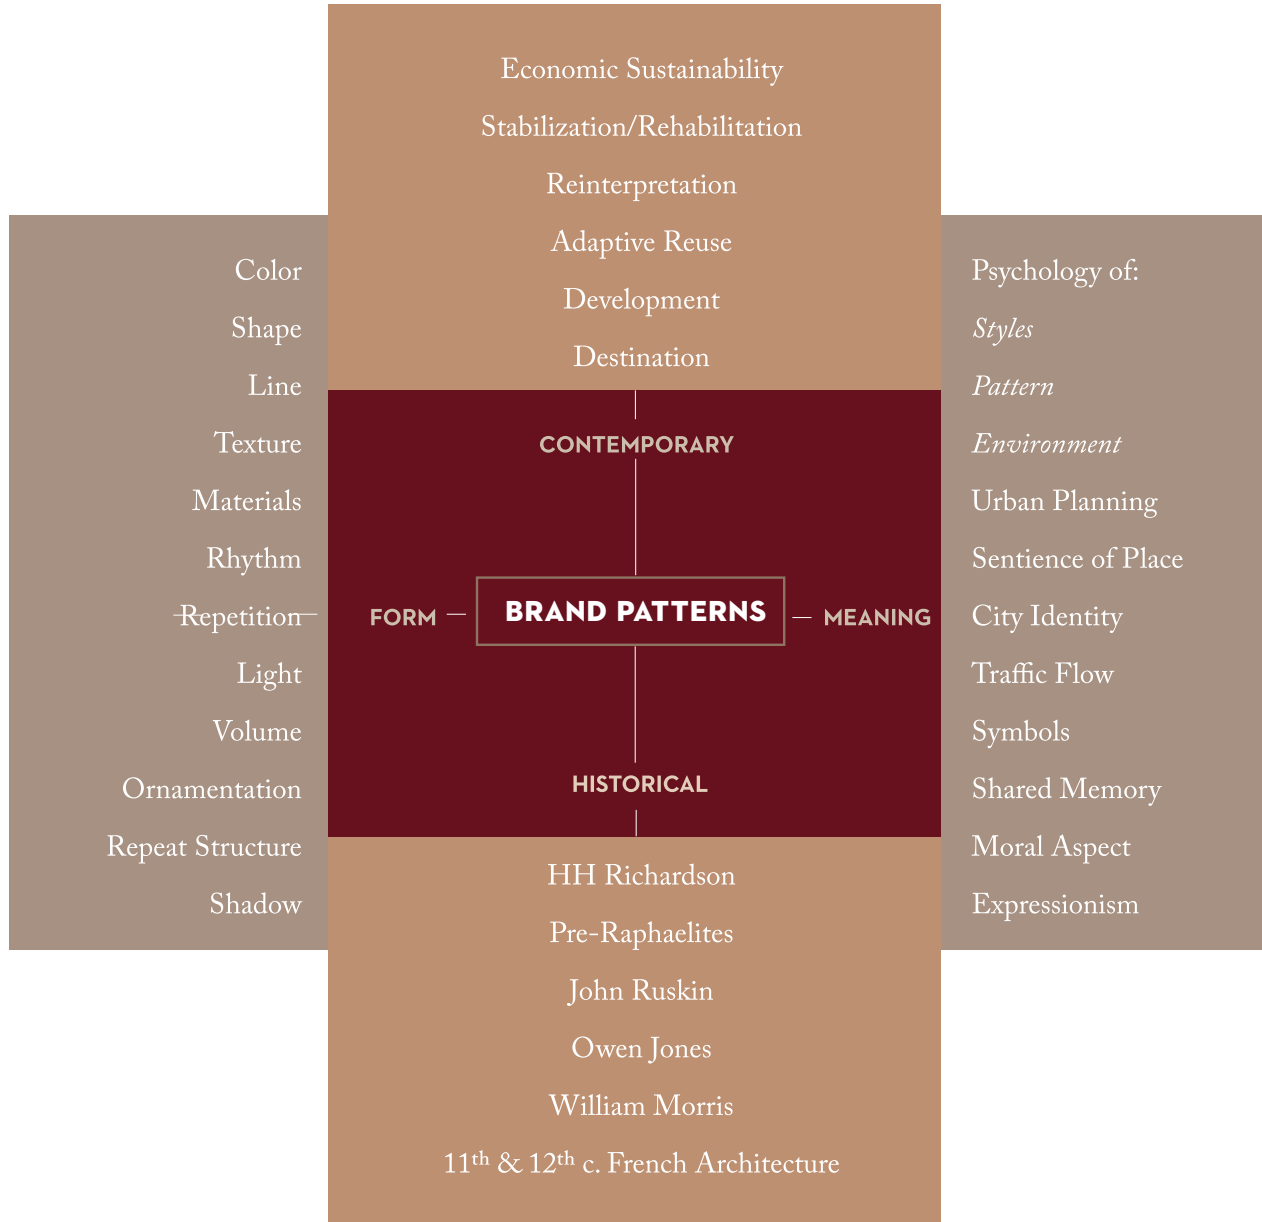 Economic Sustainability
Stabilization/Rehabilitation
Reinterpretation
Adaptive Reuse
Development
Destination
Color
Shape
Line
Texture
Materials
Rhythm
Repetition
Light
Volume
Ornamentation
Repeat Structure
Shadow
CONTEMPORARY
FORM
BRAND PATTERNS
MEANING
HISTORICAL
Psychology of:
Styles
Pattern
Environment
Urban Planning
Sentience of Place
City Identity
Traffic Flow
Symbols
Shared Memory
Moral Aspect
Expressionism
HH Richardson
Pre-Raphaelites
John Ruskin
Owen Jones
William Morris
11th & 12th c. French Architecture